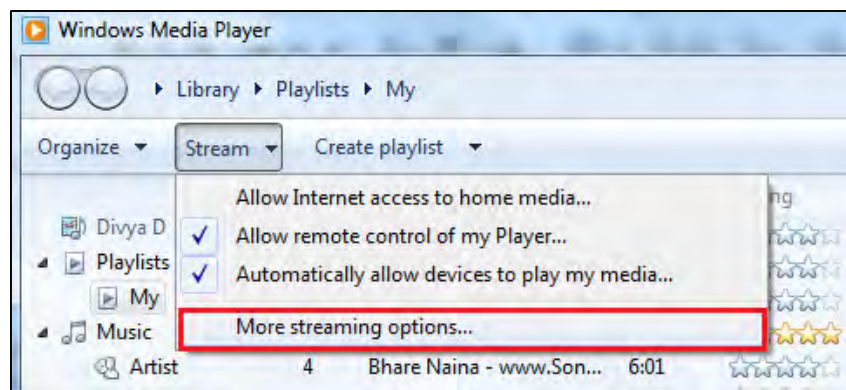 Windows Media Player
Library Playlists My
Organize Stream Create playlist
Allow Internet access to home media...
ng
Divya D
Allow remote control of my Player...
Playlists
Automatically allow devices to play my media...
My
Music
More streaming options...
Artist 4 Bhare Naina - www.Son... 6:01